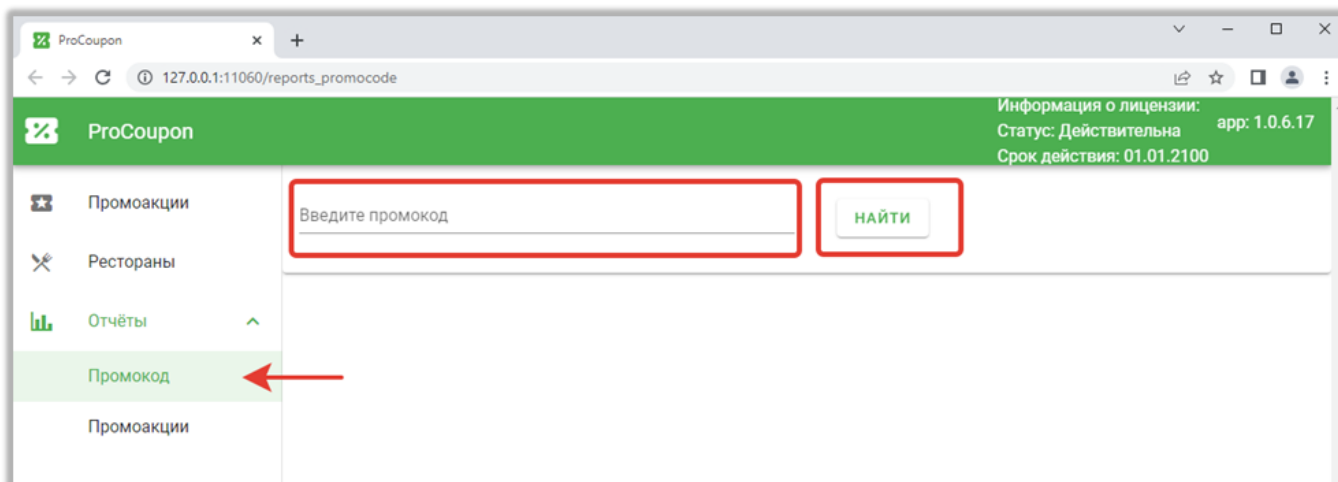 ProCoupon
127.0.0.1:11060/reports_promocode
ProCoupon
Информация о лицензии:
Статус: Действительна
Срок действия: 01.01.2100
app: 1.0.6.17
Промоакции
Введите промокод
НАЙТИ
Рестораны
Отчёты
Промокод
Промоакции